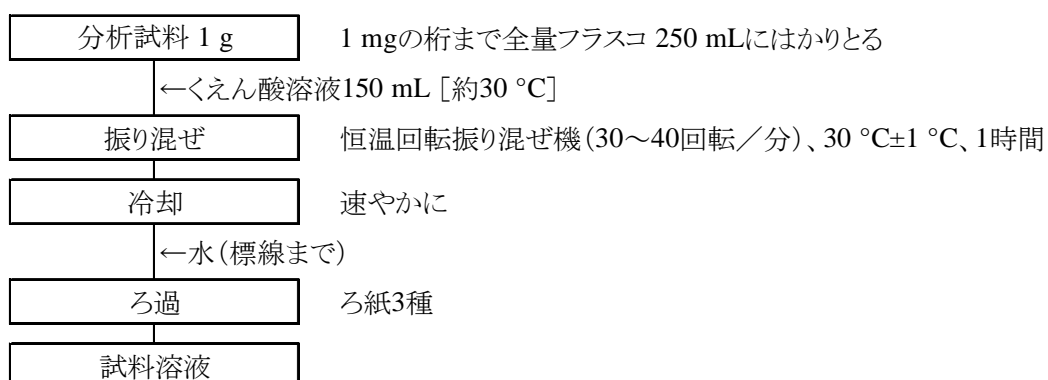 分析試料 1 g 1 mgの桁まで全量フラスコ 250 mLにはかりとる
←くえん酸溶液150 mL [約30 °C]
振り混ぜ 恒温回転振り混ぜ機(30～40回転／分)、30 °C±1 °C、1時間
冷却 速やかに
←水(標線まで)
ろ過 ろ紙3種
試料溶液